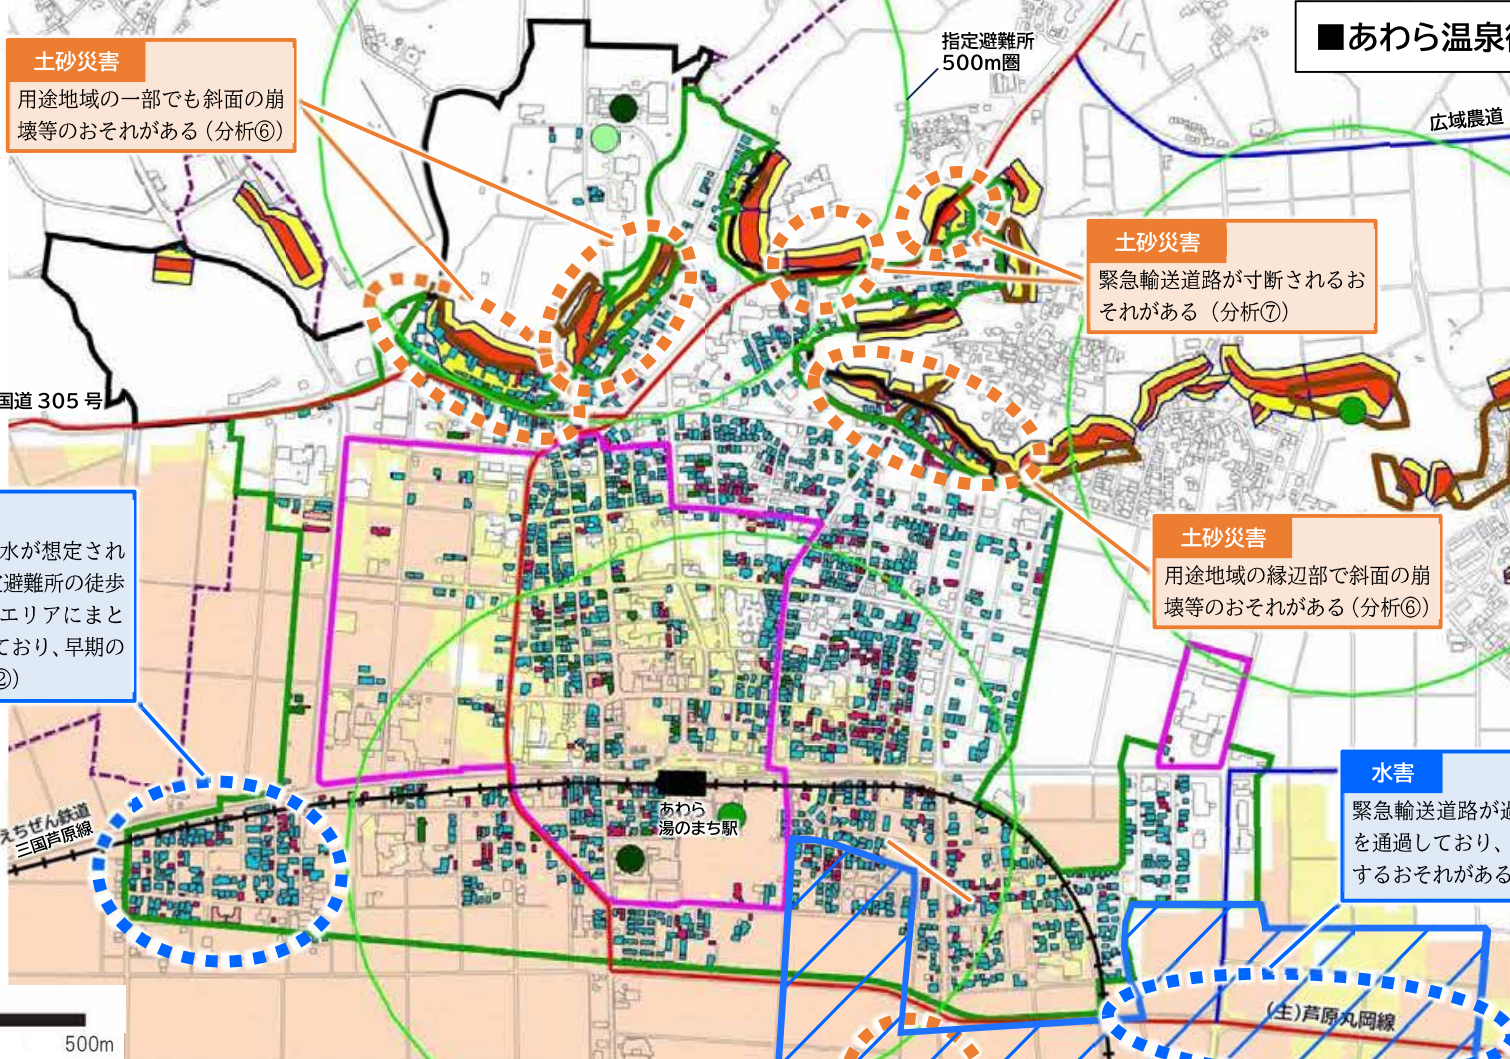 ■あわら温泉
土砂災害
用途地域の一部でも斜面の崩
壊等のおそれがある（分析⑥）
指定避難所
500m圏
広域農道
土砂災害
緊急輸送道路が寸断されるお
それがある（分析⑦）
国道 305 号
水が想定され
避難所の徒歩
エリアにまと
ており、早期の
②）
土砂災害
用途地域の縁辺部で斜面の崩
壊等のおそれがある（分析⑥）
水害
緊急輸送道路が
を通過しており、
するおそれがある
えちぜん鉄道
三国芦原線
あわら
湯のまち駅
(主)芦原丸岡線
500m